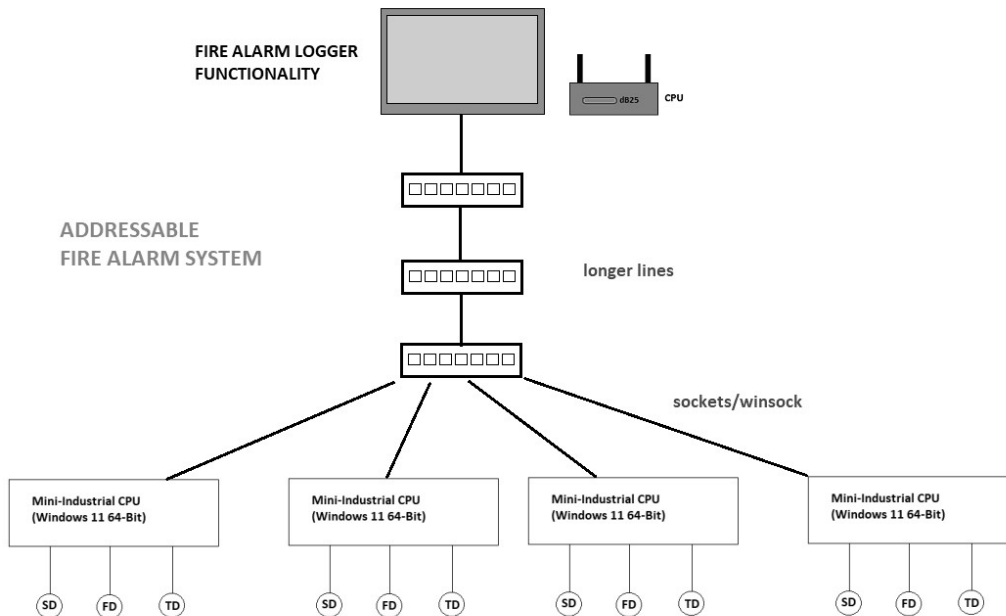 FIRE ALARM LOGGER
FUNCTIONALITY
dB25
CPU
ADDRESSABLE
FIRE ALARM SYSTEM
longer lines
sockets/winsock
Mini-Industrial CPU
(Windows 11 64-Bit)
Mini-Industrial CPU
(Windows 11 64-Bit)
Mini-Industrial CPU
(Windows 11 64-Bit)
Mini-Industrial CPU
(Windows 11 64-Bit)
SD FD TD
SD FD TD
SD FD TD
SD FD TD